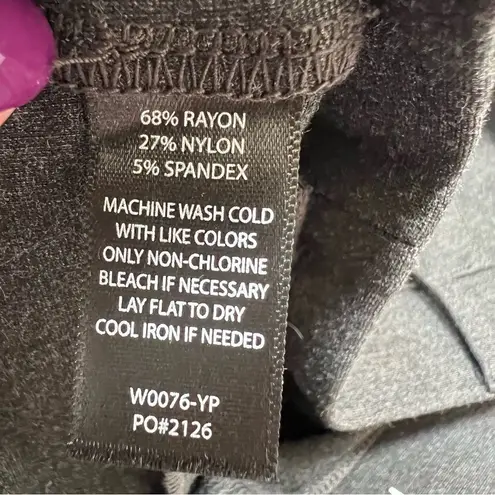 68% RAYON
27% NYLON
5% SPANDEX
MACHINE WASH COLD
WITH LIKE COLORS
ONLY NON-CHLORINE
BLEACH IF NECESSARY
LAY FLAT TO DRY
COOL IRON IF NEEDED
W0076-YP
PO#2126